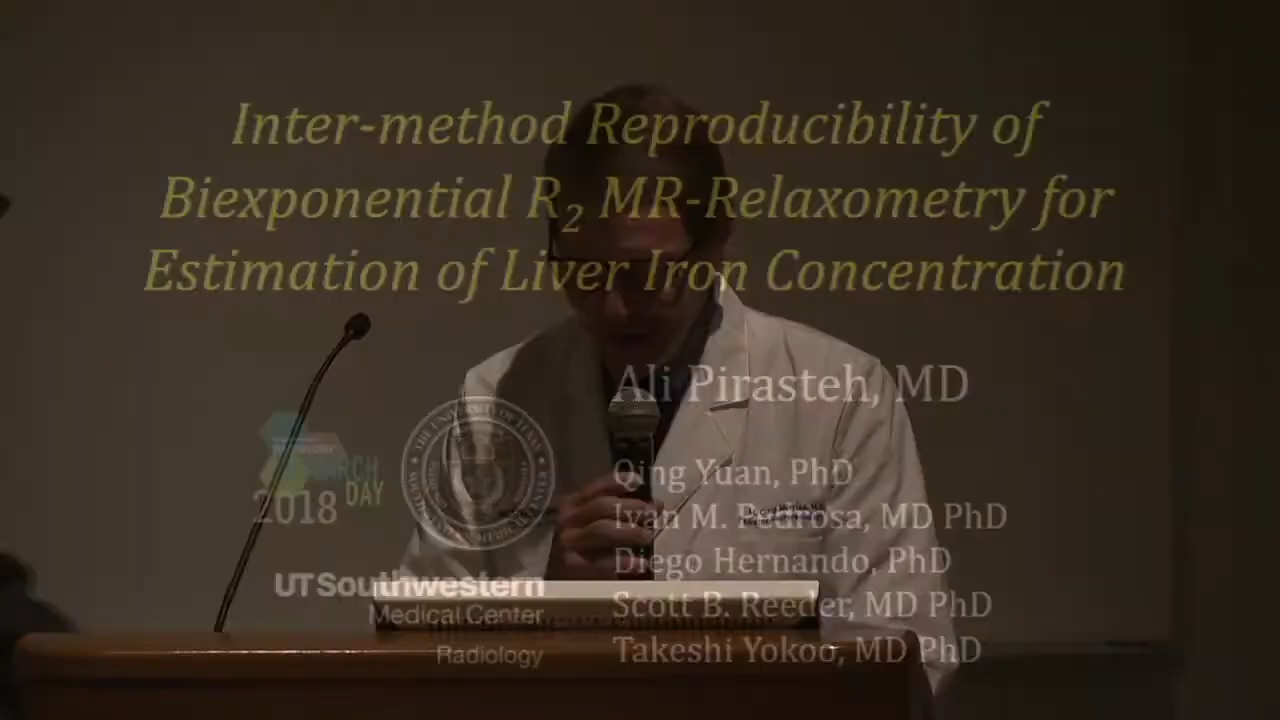 Inter-method Reproducibility of
Biexponential R₂ MR-Relaxometry for
Estimation of Liver Iron Concentration
Ali Pirasteh, MD
Qing Yuan, PhD
Ivan M. Pedrosa, MD PhD
Diego Hernando, PhD
Scott B. Reeder, MD PhD
Takeshi Yokoo, MD PhD
2018
DAY
UTSouthwestern
Medical Center
Radiology